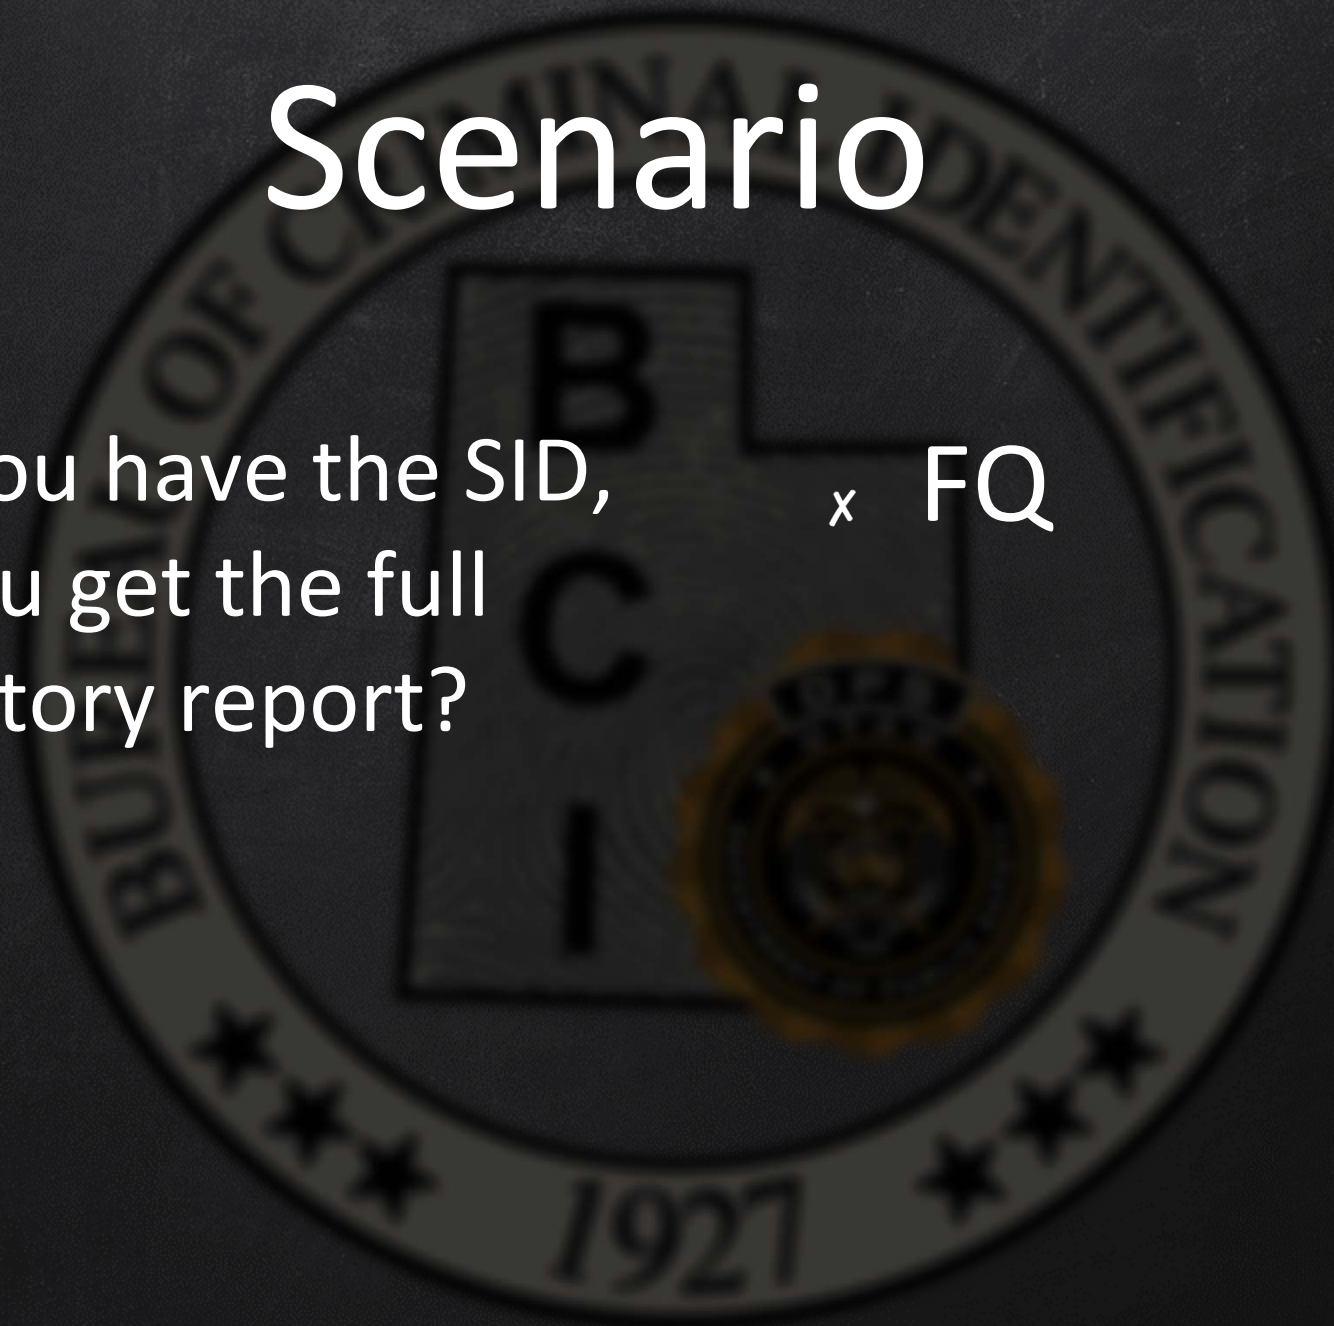 Scenario
ou have the SID,
u get the full
tory report?
✗ FQ
BUREAU OF CRIMINAL IDENTIFICATION
B
C
I
1927